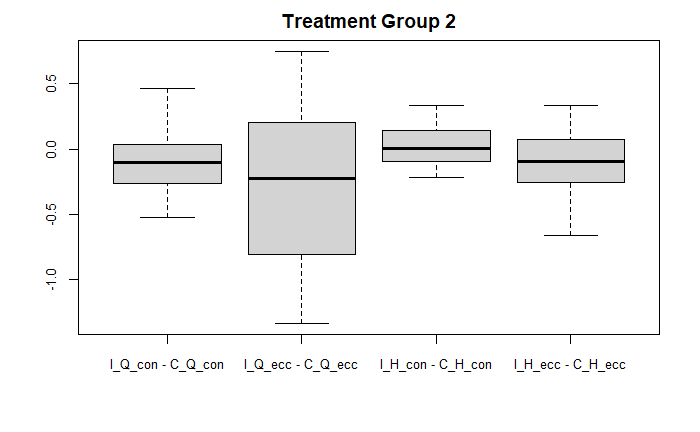 Treatment Group 2
0.5
0.0
-0.5
-1.0
I_Q_con - C_Q_con I_Q_ecc - C_Q_ecc I_H_con - C_H_con I_H_ecc - C_H_ecc